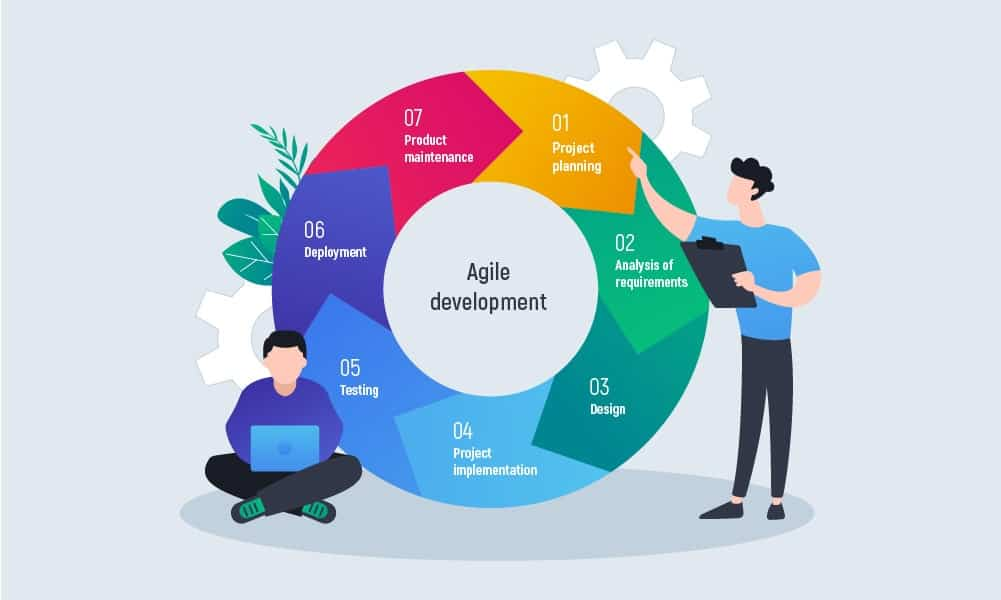 Agile
development
01
Project
planning
02
Analysis of
requirements
03
Design
04
Project
implementation
05
Testing
06
Deployment
07
Product
maintenance